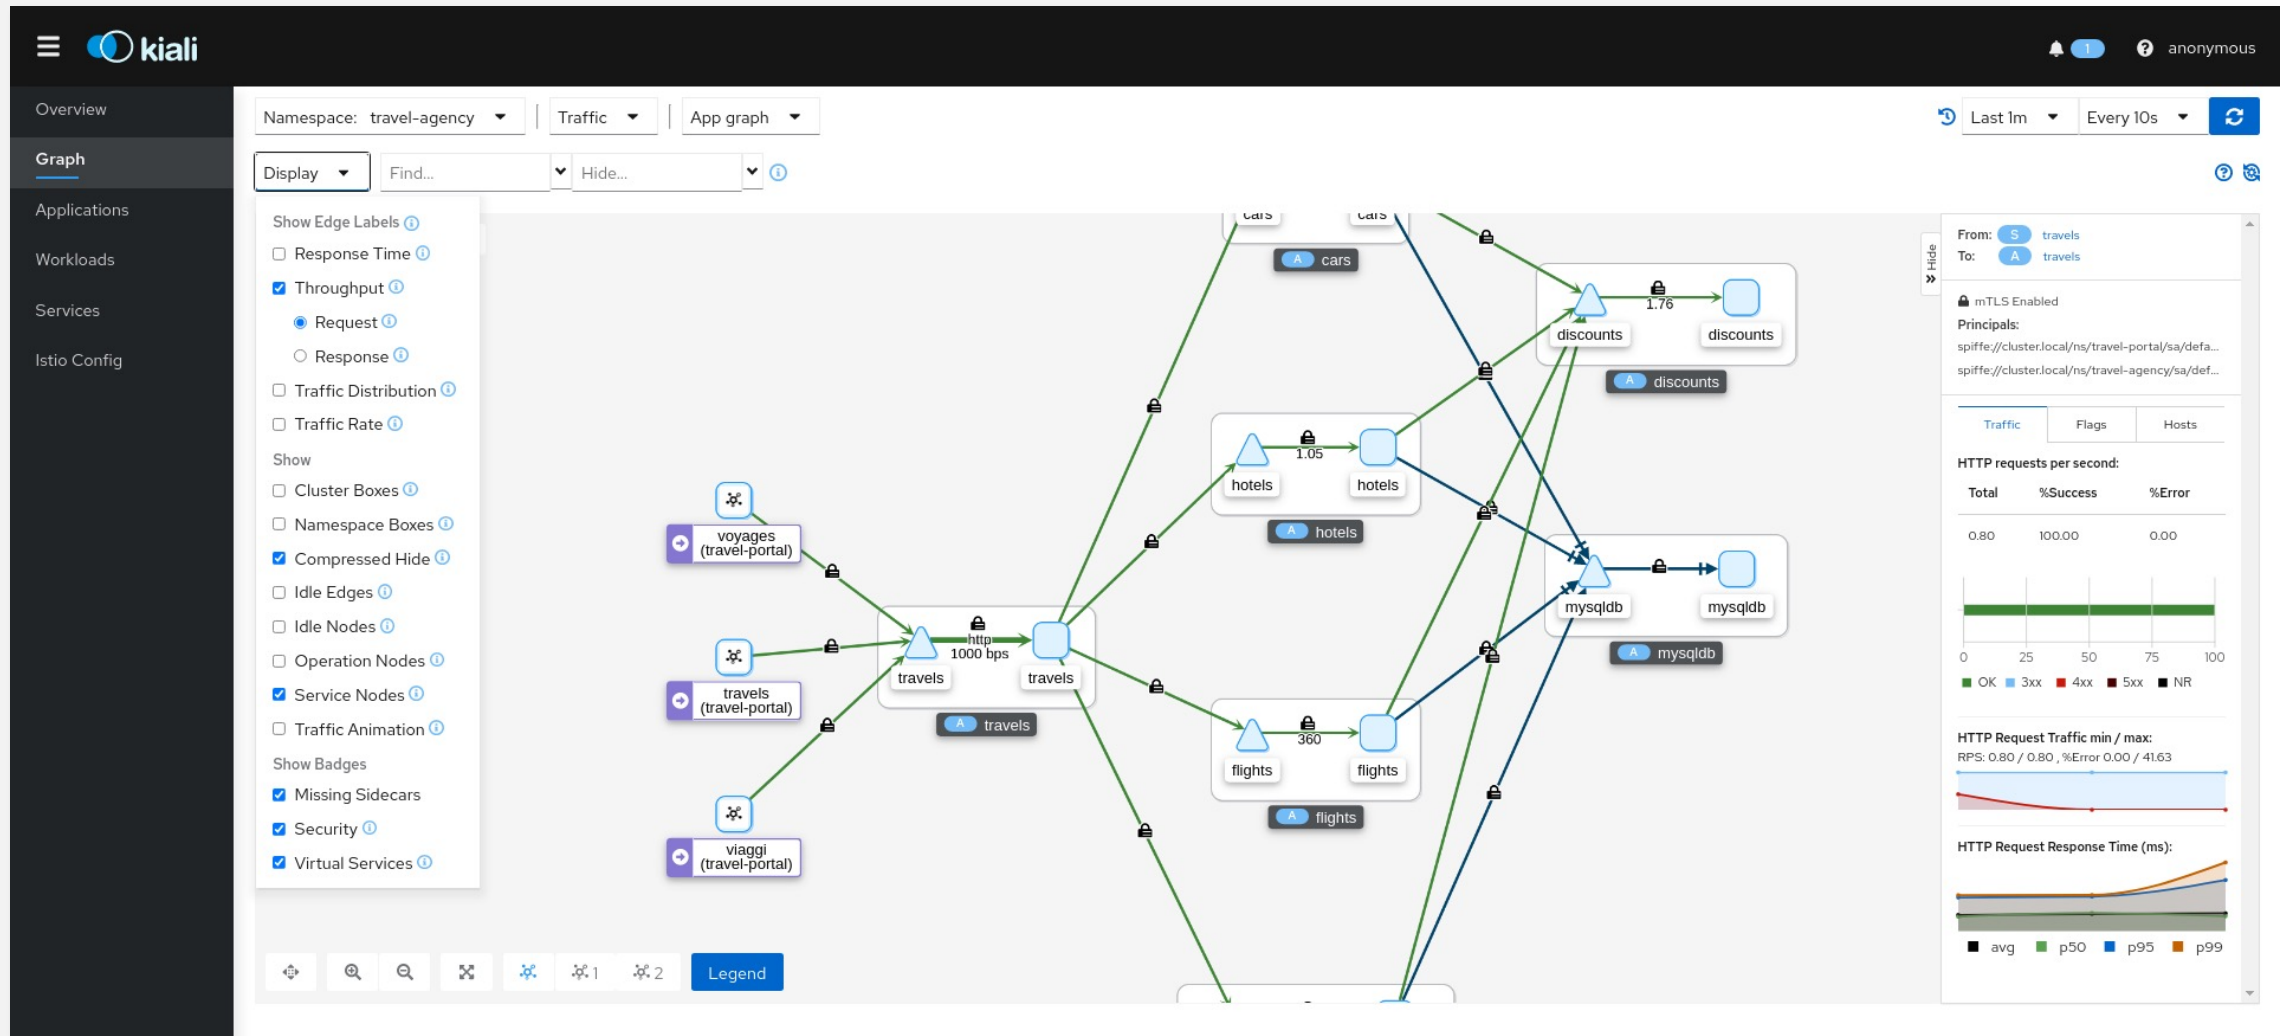 kiali
1
anonymous
Overview
Graph
Applications
Workloads
Services
Istio Config
Namespace: travel-agency
Traffic
App graph
Last 1m
Every 10s
Display
Find...
Hide...
Show Edge Labels
Response Time
Throughput
Request
Response
Traffic Distribution
Traffic Rate
Show
Cluster Boxes
Namespace Boxes
Compressed Hide
Idle Edges
Idle Nodes
Operation Nodes
Service Nodes
Traffic Animation
Show Badges
Missing Sidecars
Security
Virtual Services
cars
cars
A cars
1.76
discounts
discounts
A discounts
1.05
hotels
hotels
A hotels
voyages
(travel-portal)
mysqldb
mysqldb
A mysqldb
http
1000 bps
travels
travels
A travels
travels
(travel-portal)
360
flights
flights
A flights
viaggi
(travel-portal)
1
2
Legend
Hide
From: S travels
To: A travels
mTLS Enabled
Principals:
spiffe://cluster.local/ns/travel-portal/sa/defa...
spiffe://cluster.local/ns/travel-agency/sa/def...
Traffic
Flags
Hosts
HTTP requests per second:
Total %Success %Error
0.80 100.00 0.00
0 25 50 75 100
OK 3xx 4xx 5xx NR
HTTP Request Traffic min / max:
RPS: 0.80 / 0.80 , %Error 0.00 / 41.63
HTTP Request Response Time (ms):
avg p50 p95 p99